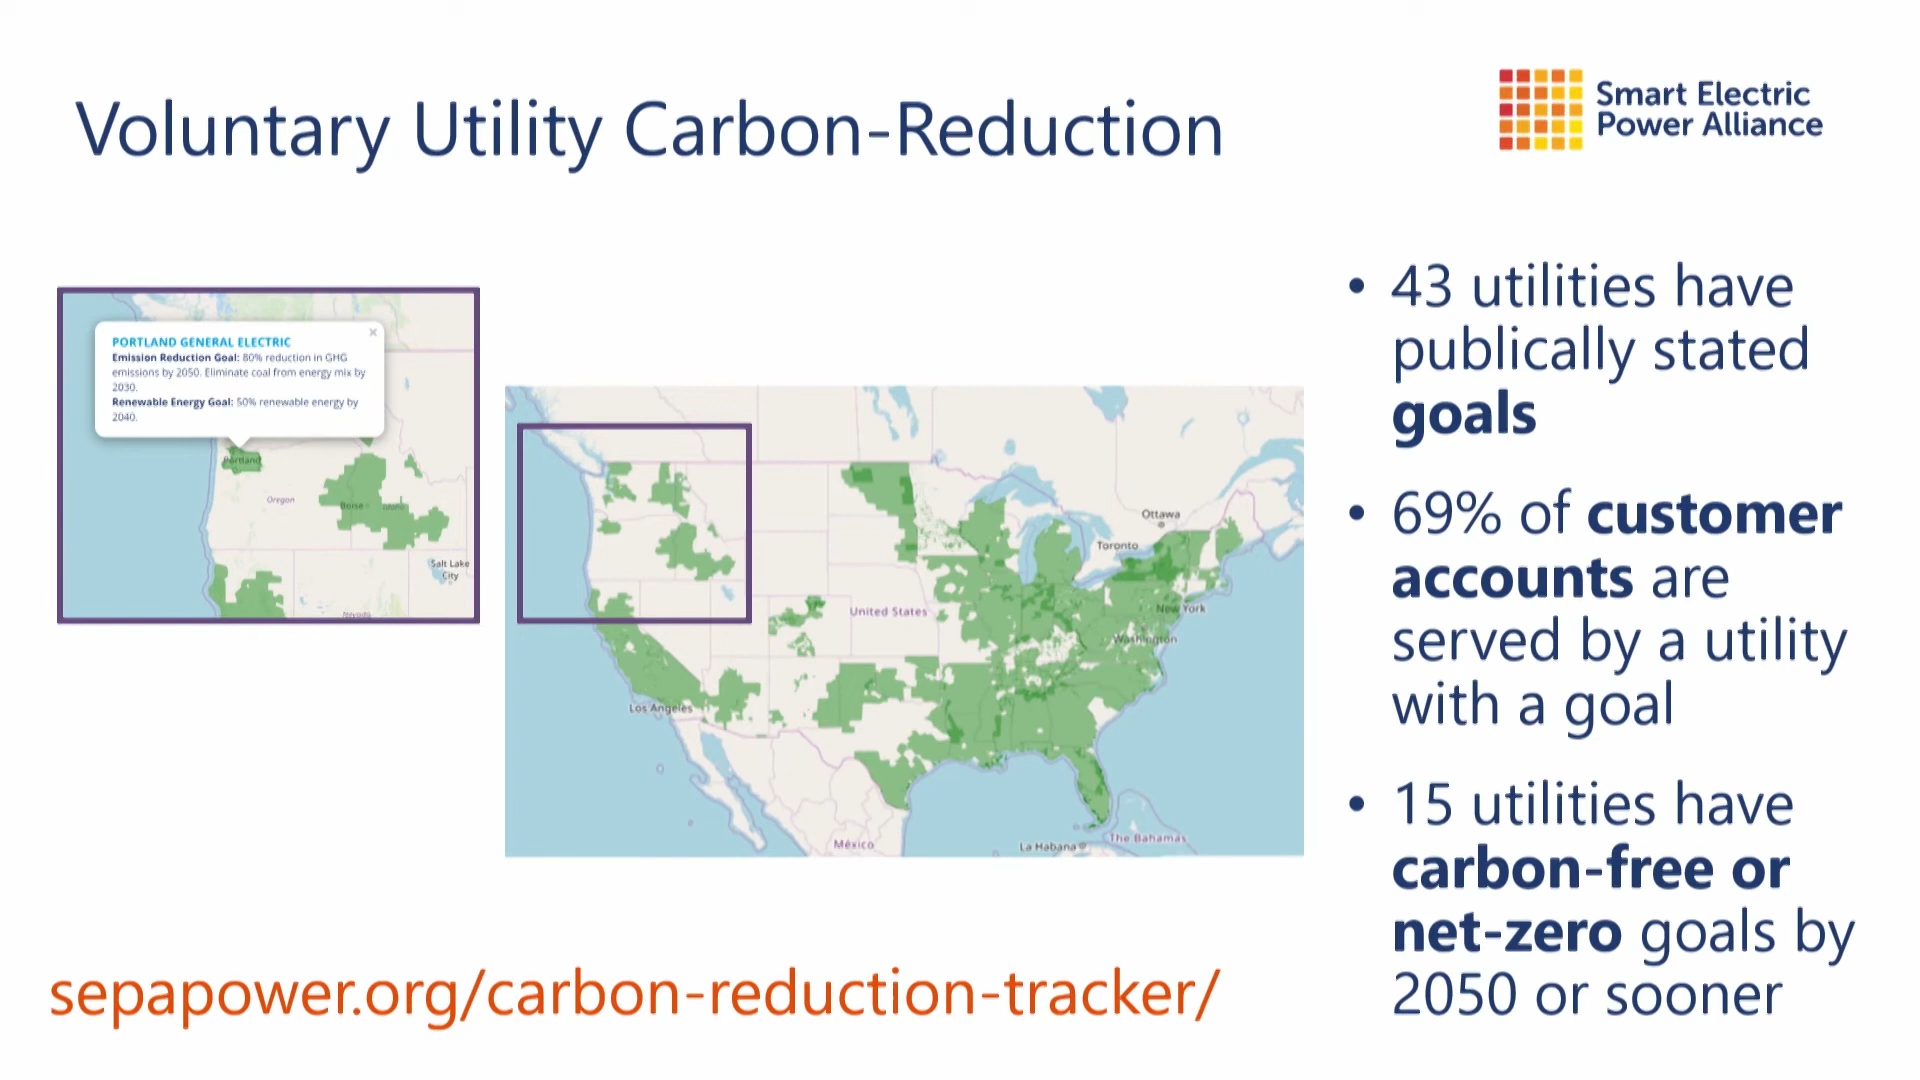 Voluntary Utility Carbon-Reduction
Smart Electric
Power Alliance
PORTLAND GENERAL ELECTRIC
×
Emission Reduction Goal: 80% reduction in GHG
emissions by 2050. Eliminate coal from energy mix by
2030.
Renewable Energy Goal: 50% renewable energy by
2040.
Portland
Oregon
Boise
Idaho
Salt Lake
City
Nevada
Ottawa
Toronto
United States
New York
Washington
Los Angeles
México
La Habana
The Bahamas
• 43 utilities have
publically stated
goals
• 69% of customer
accounts are
served by a utility
with a goal
• 15 utilities have
carbon-free or
net-zero goals by
2050 or sooner
sepapower.org/carbon-reduction-tracker/